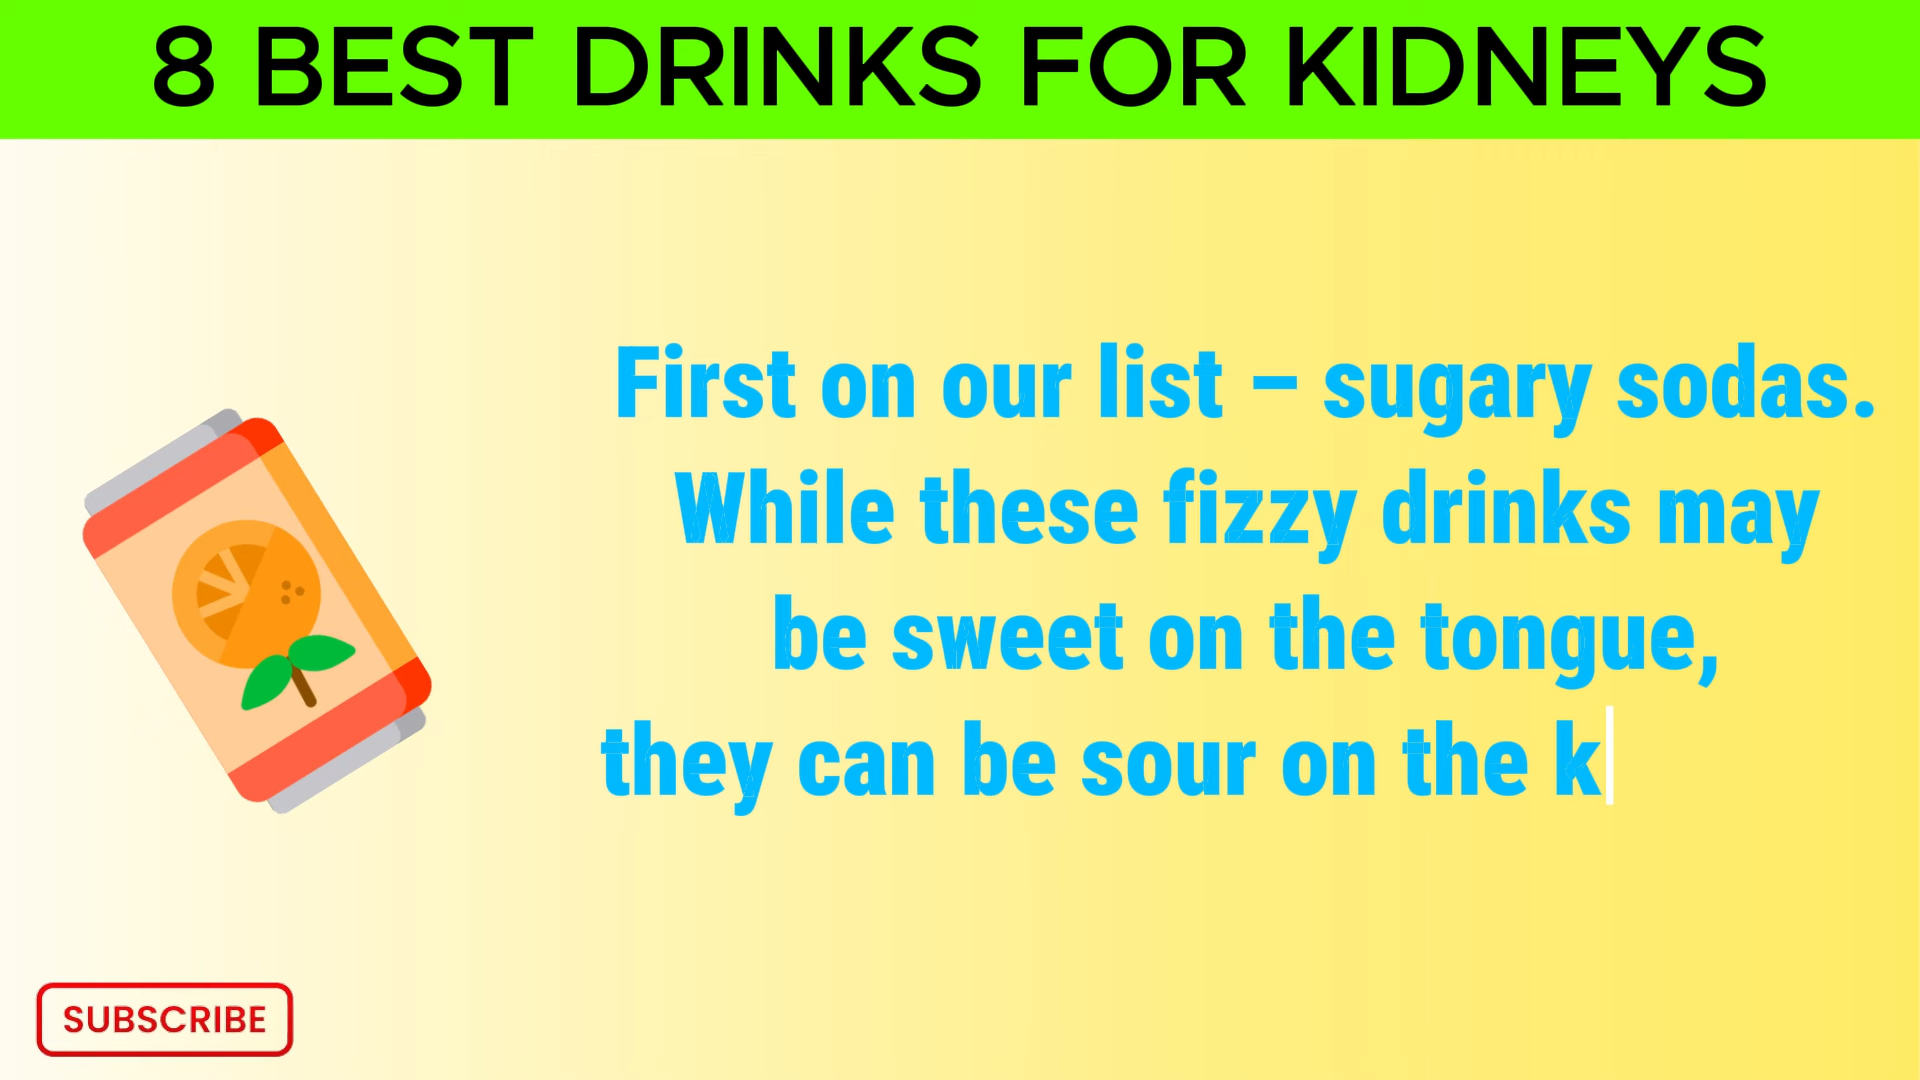 8 BEST DRINKS FOR KIDNEYS
First on our list – sugary sodas.
While these fizzy drinks may
be sweet on the tongue,
they can be sour on the k
SUBSCRIBE